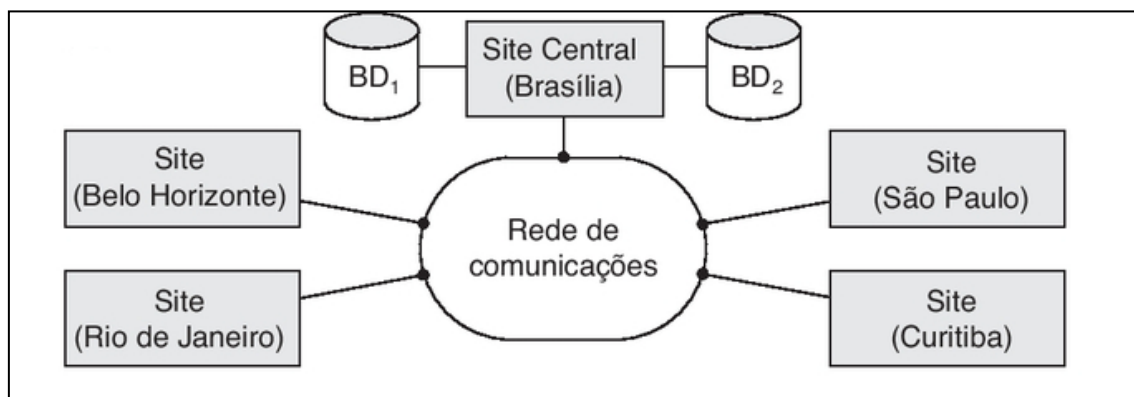 BD₁
Site Central
(Brasília)
BD₂
Site
(Belo Horizonte)
Site
(São Paulo)
Rede de
comunicações
Site
(Rio de Janeiro)
Site
(Curitiba)